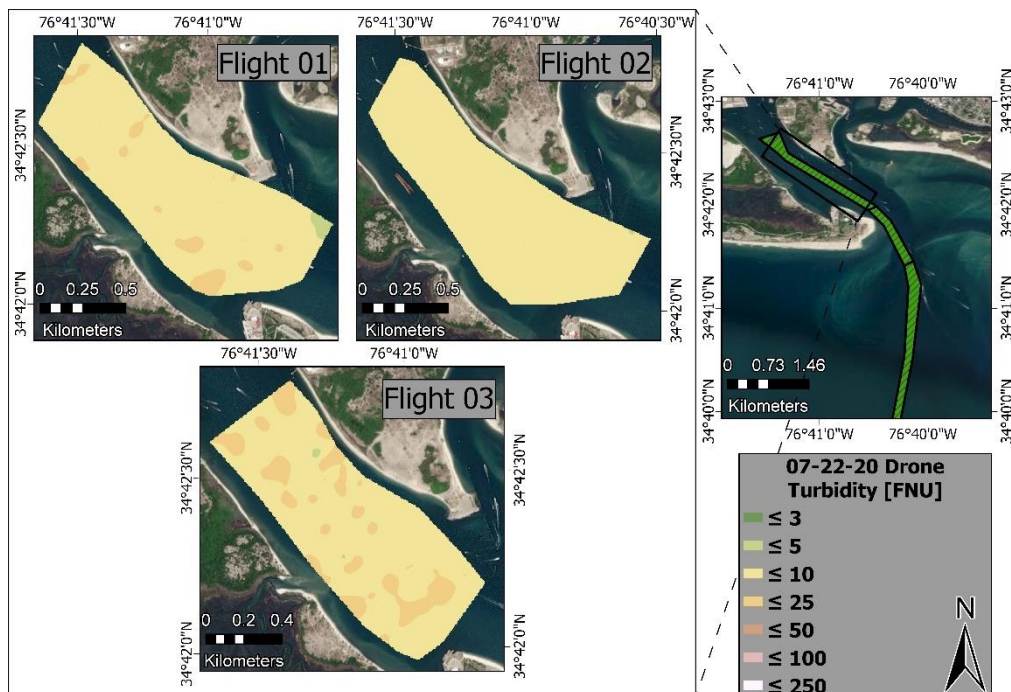 76°41'30"W 76°41'0"W
34°42'30"N
34°42'0"N
Flight 01
0 0.25 0.5
Kilometers
76°41'0"W 76°40'30"W
34°42'30"N
34°42'0"N
Flight 02
0 0.25 0.5
Kilometers
76°41'30"W 76°41'0"W
34°42'30"N
34°42'30"N
34°42'0"N
34°42'0"N
Flight 03
0 0.2 0.4
Kilometers
76°41'0"W 76°40'0"W
34°43'0"N
34°43'0"N
34°42'0"N
34°42'0"N
34°41'0"N
34°41'0"N
34°40'0"N
34°40'0"N
0 0.73 1.46
Kilometers
76°41'0"W 76°40'0"W
07-22-20 Drone
Turbidity [FNU]
≤ 3
≤ 5
≤ 10
≤ 25
≤ 50
≤ 100
≤ 250
N